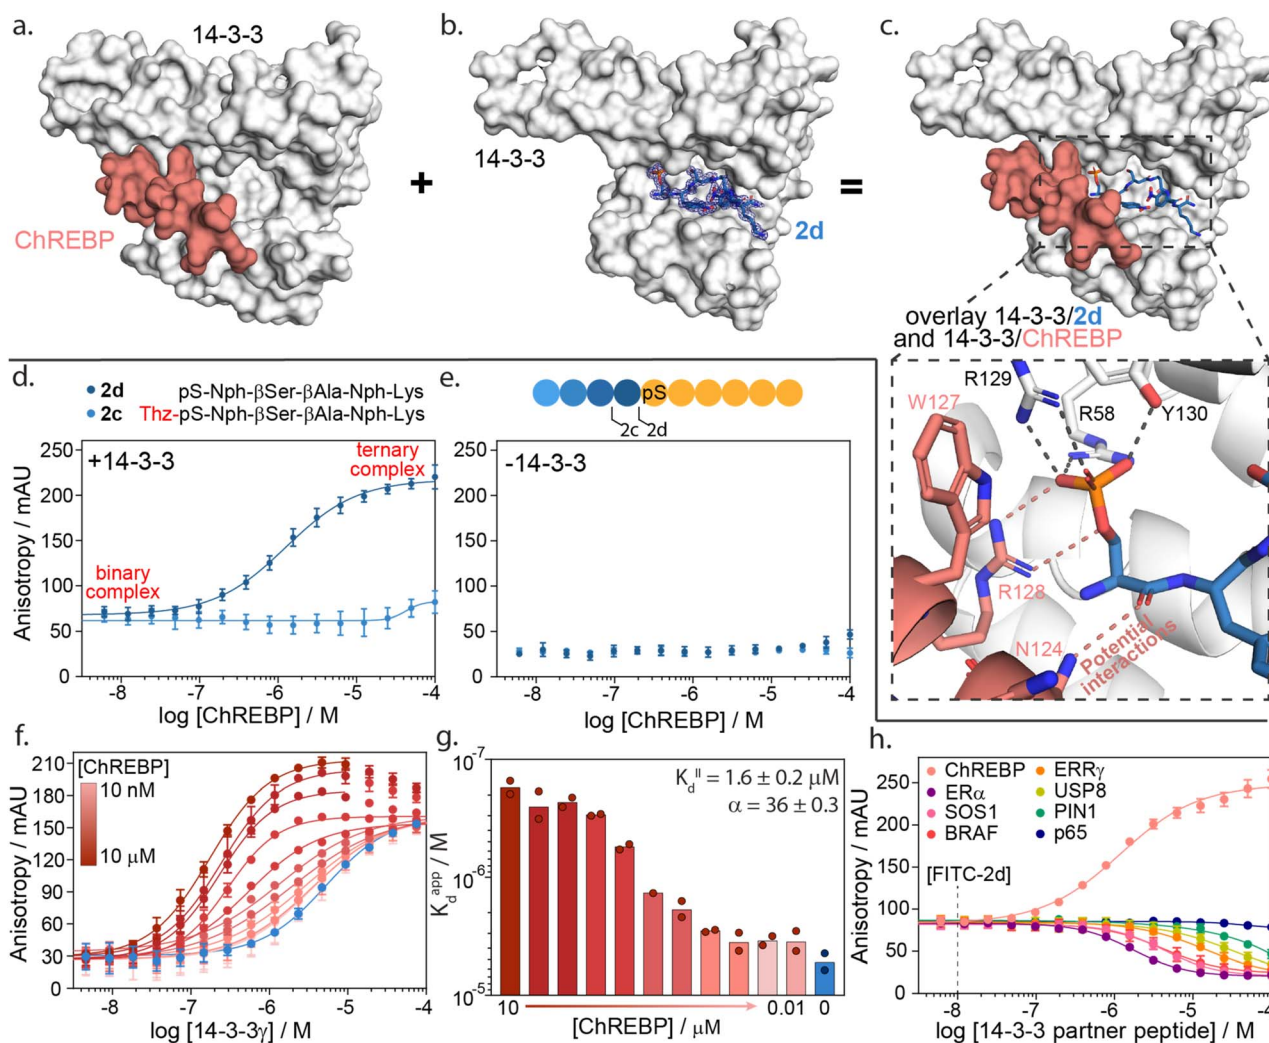 a.
14-3-3
ChREBP
+
b.
14-3-3
2d
=
c.
overlay 14-3-3/2d
and 14-3-3/ChREBP
R129
R58
Y130
W127
R128
N124
Potential
interactions
d.
2d pS-Nph-βSer-βAla-Nph-Lys
2c Thz-pS-Nph-βSer-βAla-Nph-Lys
+14-3-3
ternary
complex
binary
complex
Anisotropy / mAU
250
200
150
100
50
0
-8 -7 -6 -5 -4
log [ChREBP] / M
e.
pS
2c 2d
-14-3-3
250
200
150
100
50
0
-8 -7 -6 -5 -4
log [ChREBP] / M
f.
[ChREBP]
10 nM
10 μM
Anisotropy / mAU
210
180
150
120
90
60
30
0
-8 -7 -6 -5 -4
log [14-3-3γ] / M
g.
K_d^II = 1.6 ± 0.2 μM
α = 36 ± 0.3
K_d^app / M
10^-7
10^-6
10^-5
10 0.01 0
[ChREBP] / μM
h.
ChREBP
ERα
SOS1
BRAF
ERRγ
USP8
PIN1
p65
[FITC-2d]
Anisotropy / mAU
250
200
150
100
50
0
-8 -7 -6 -5 -4
log [14-3-3 partner peptide] / M